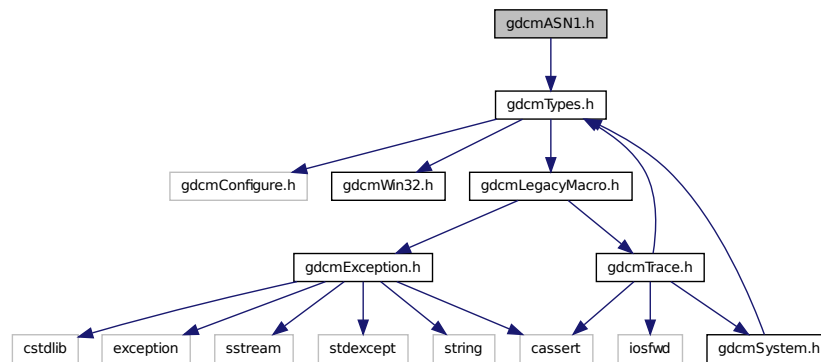 gdcmASN1.h
gdcmTypes.h
gdcmConfigure.h
gdcmWin32.h
gdcmLegacyMacro.h
gdcmException.h
gdcmTrace.h
cstdlib
exception
sstream
stdexcept
string
cassert
iosfwd
gdcmSystem.h